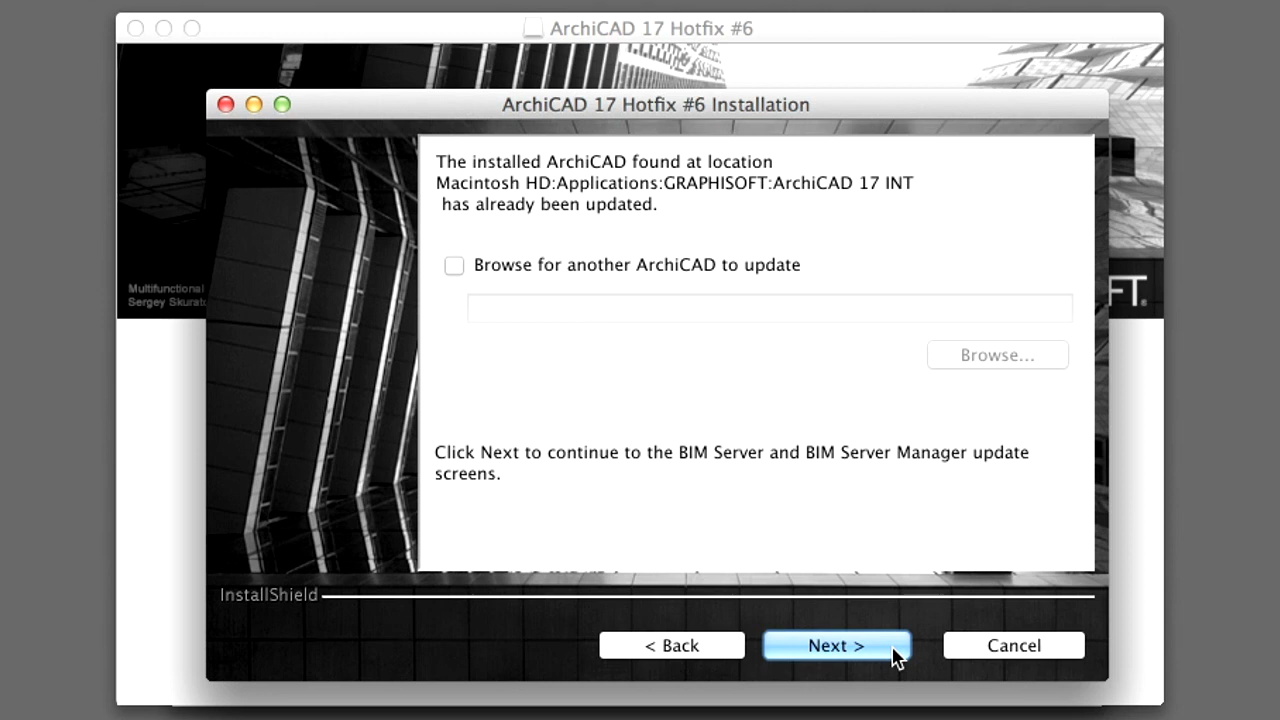 ArchiCAD 17 Hotfix #6
ArchiCAD 17 Hotfix #6 Installation
The installed ArchiCAD found at location
Macintosh HD:Applications:GRAPHISOFT:ArchiCAD 17 INT
has already been updated.
Browse for another ArchiCAD to update
Browse...
Click Next to continue to the BIM Server and BIM Server Manager update
screens.
Multifunctional
Sergey
FT.
InstallShield
< Back
Next >
Cancel